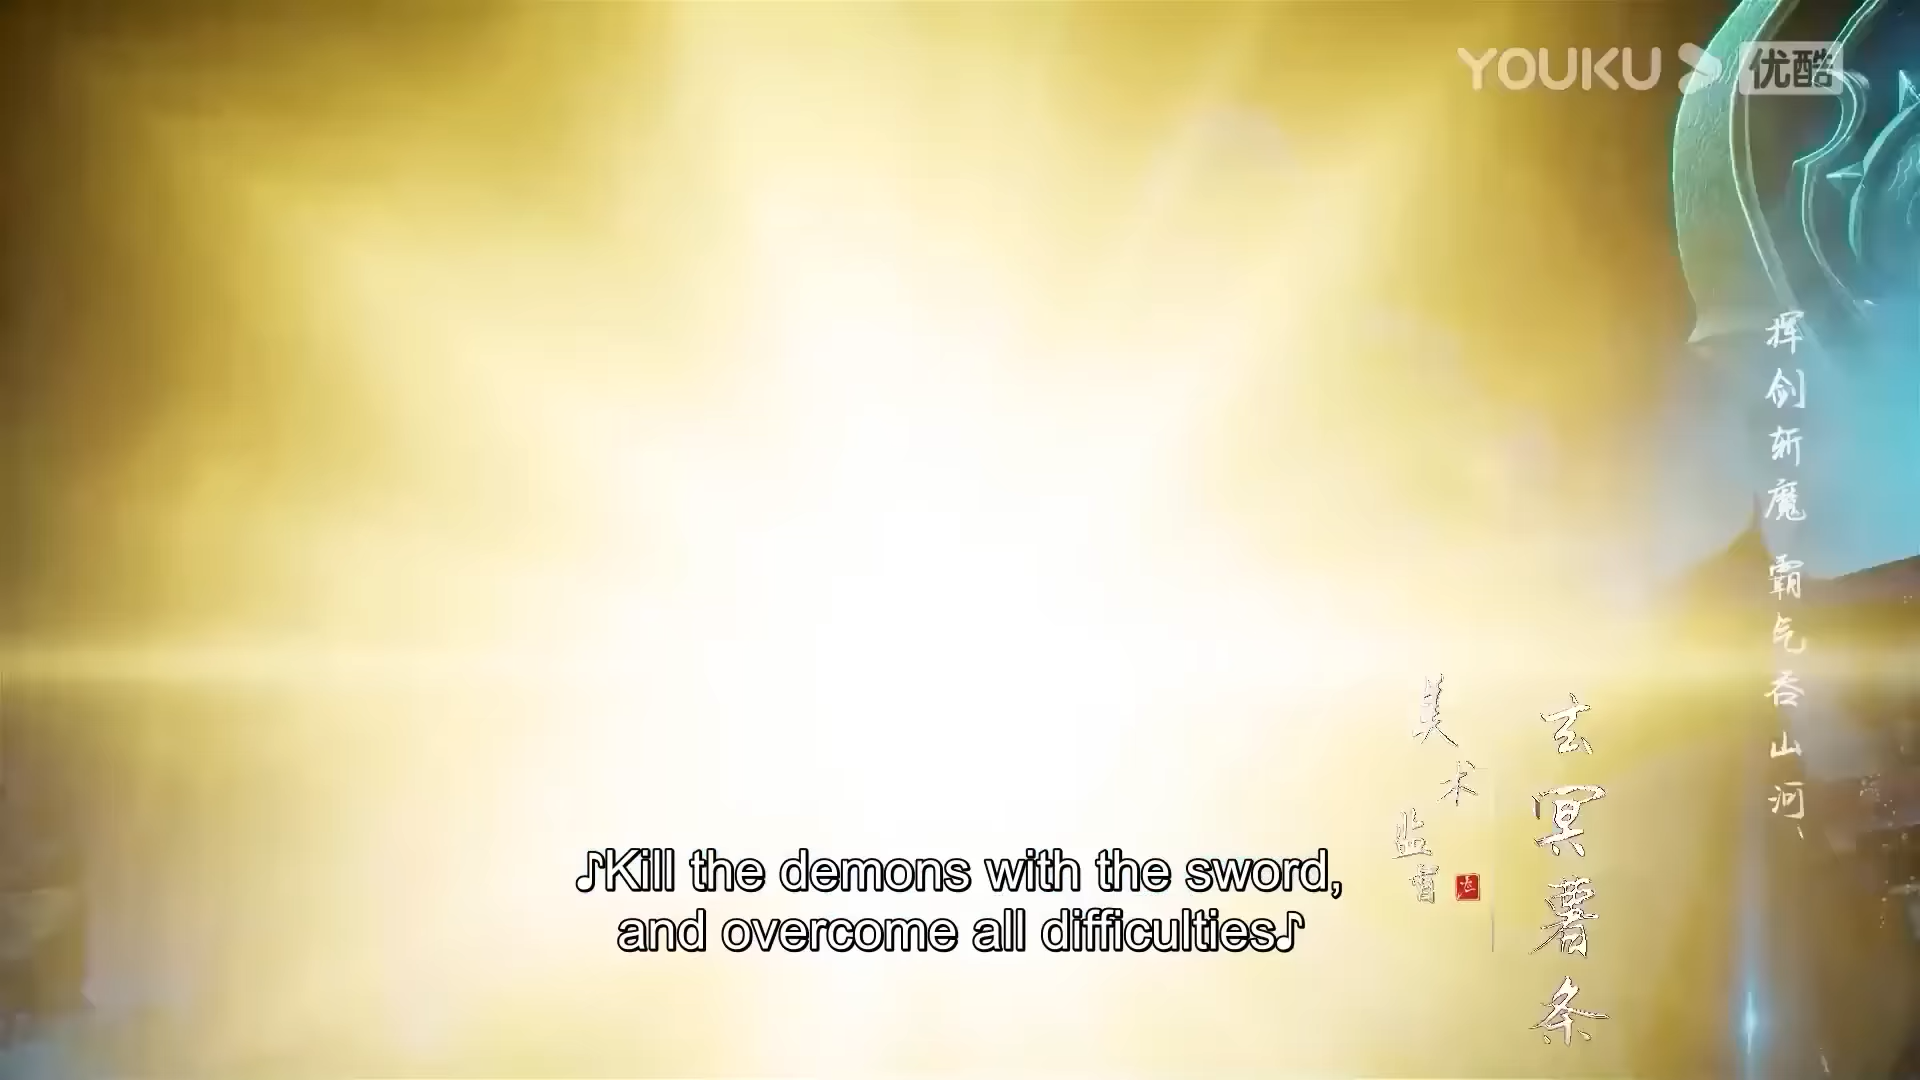 YOUKU 优酷
挥剑斩魔 霸气吞山河
玄冥薯条
美术监督
♪Kill the demons with the sword,
and overcome all difficulties♪